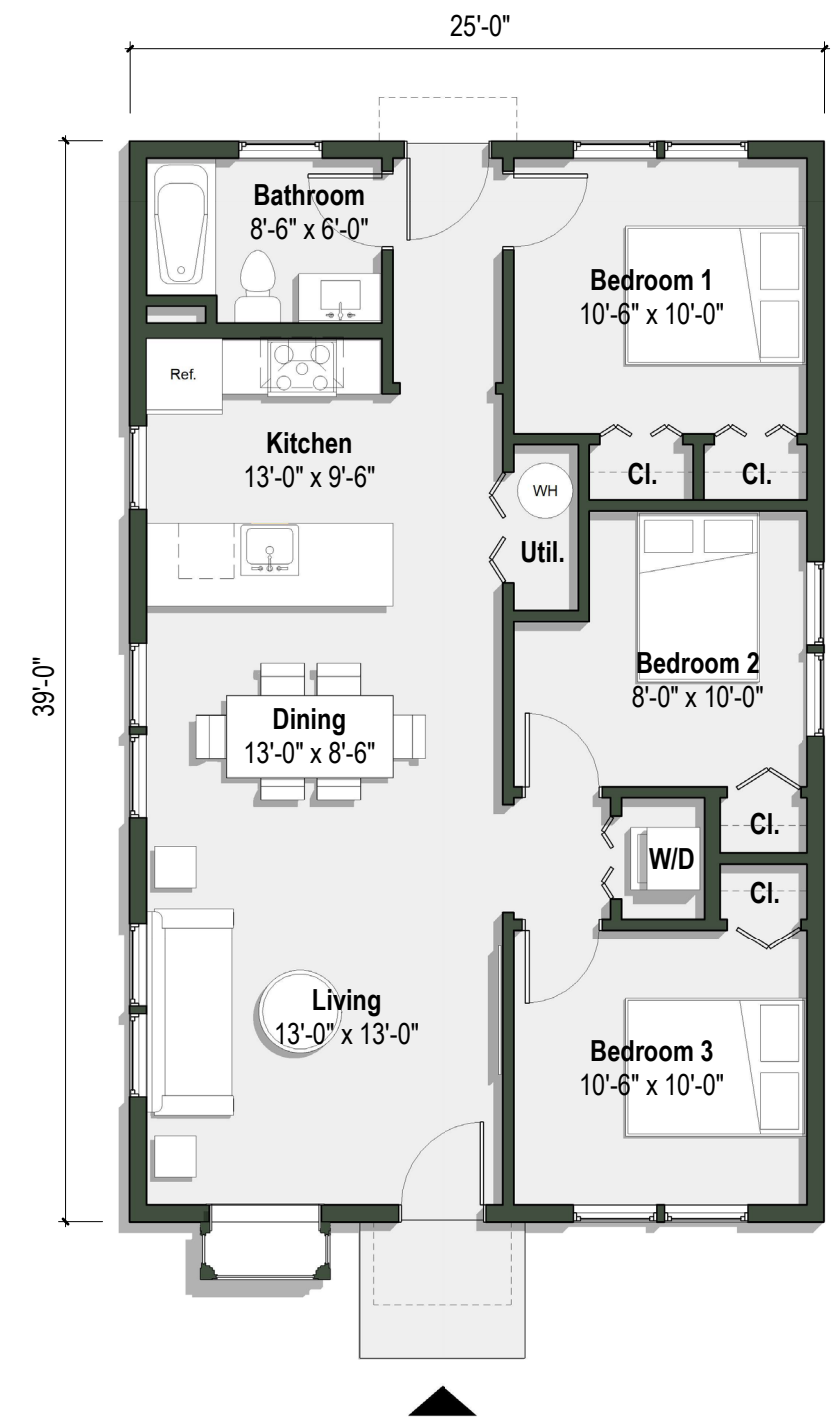 25'-0"
39'-0"
Bathroom
8'-6" x 6'-0"
Bedroom 1
10'-6" x 10'-0"
Ref.
Kitchen
13'-0" x 9'-6"
Cl.
Cl.
WH
Util.
Bedroom 2
8'-0" x 10'-0"
Dining
13'-0" x 8'-6"
Cl.
W/D
Cl.
Living
13'-0" x 13'-0"
Bedroom 3
10'-6" x 10'-0"